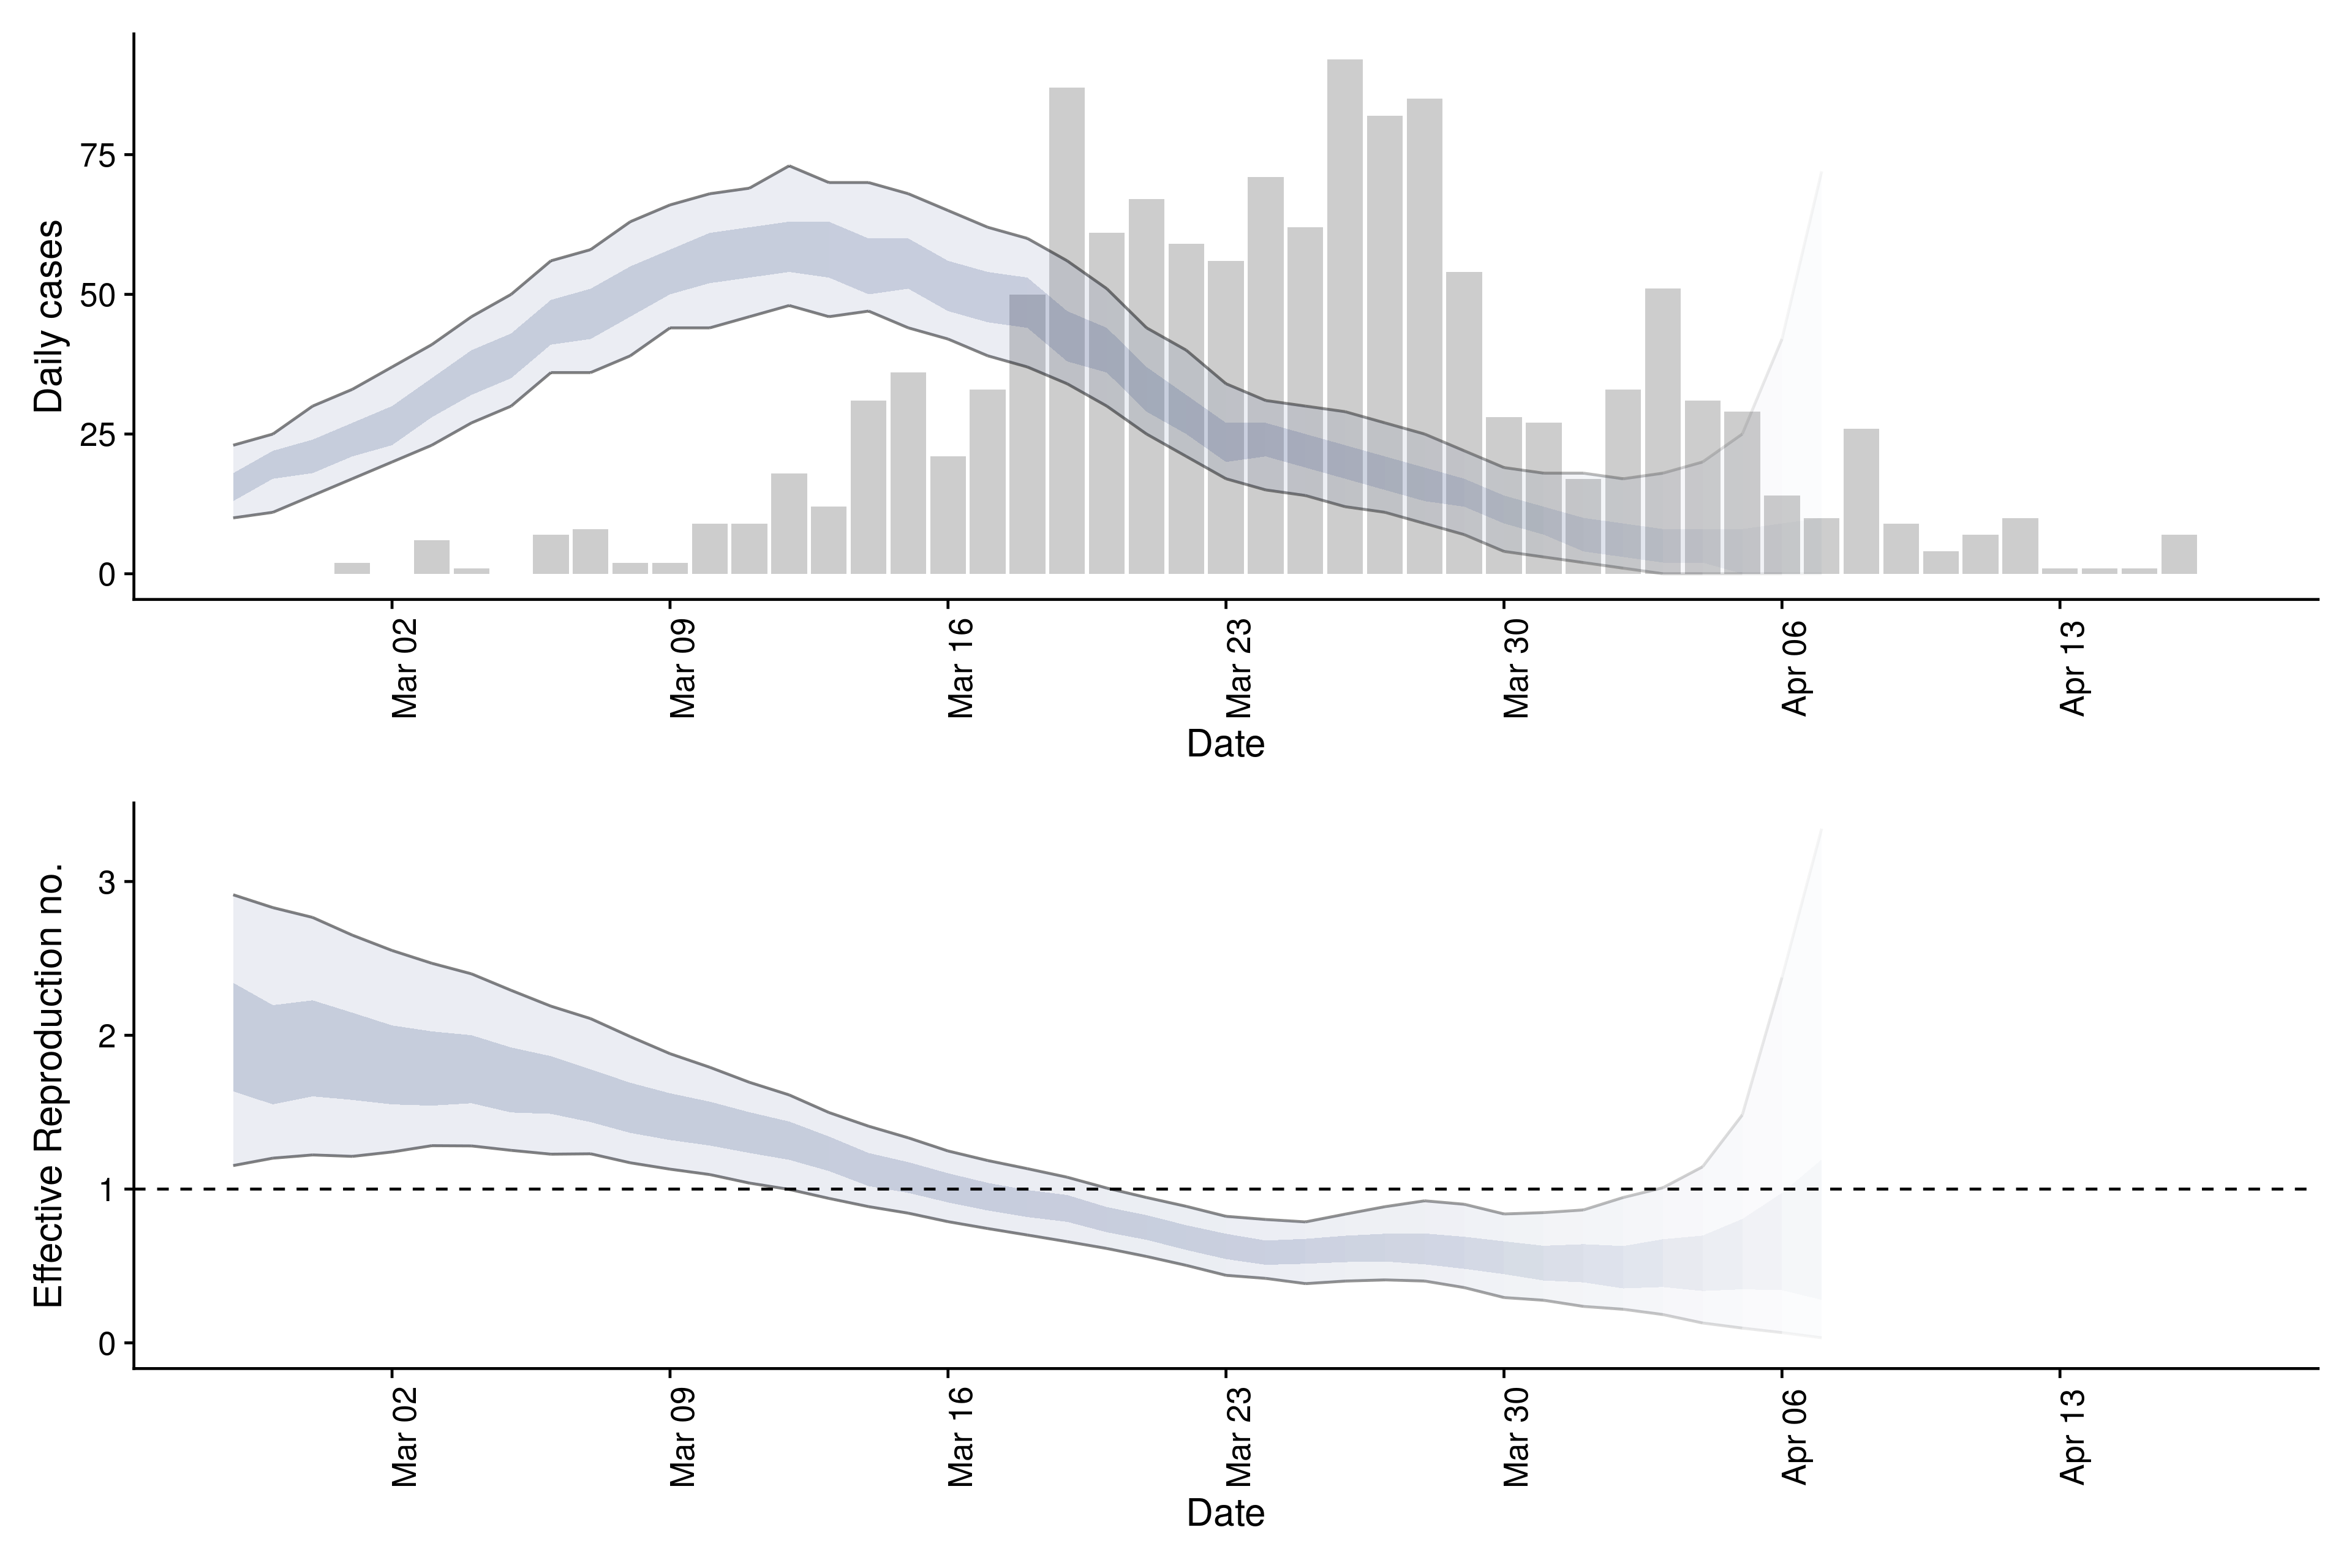 Daily cases
75
50
25
0
Mar 02
Mar 09
Mar 16
Mar 23
Mar 30
Apr 06
Apr 13
Date
Effective Reproduction no.
3
2
1
0
Mar 02
Mar 09
Mar 16
Mar 23
Mar 30
Apr 06
Apr 13
Date